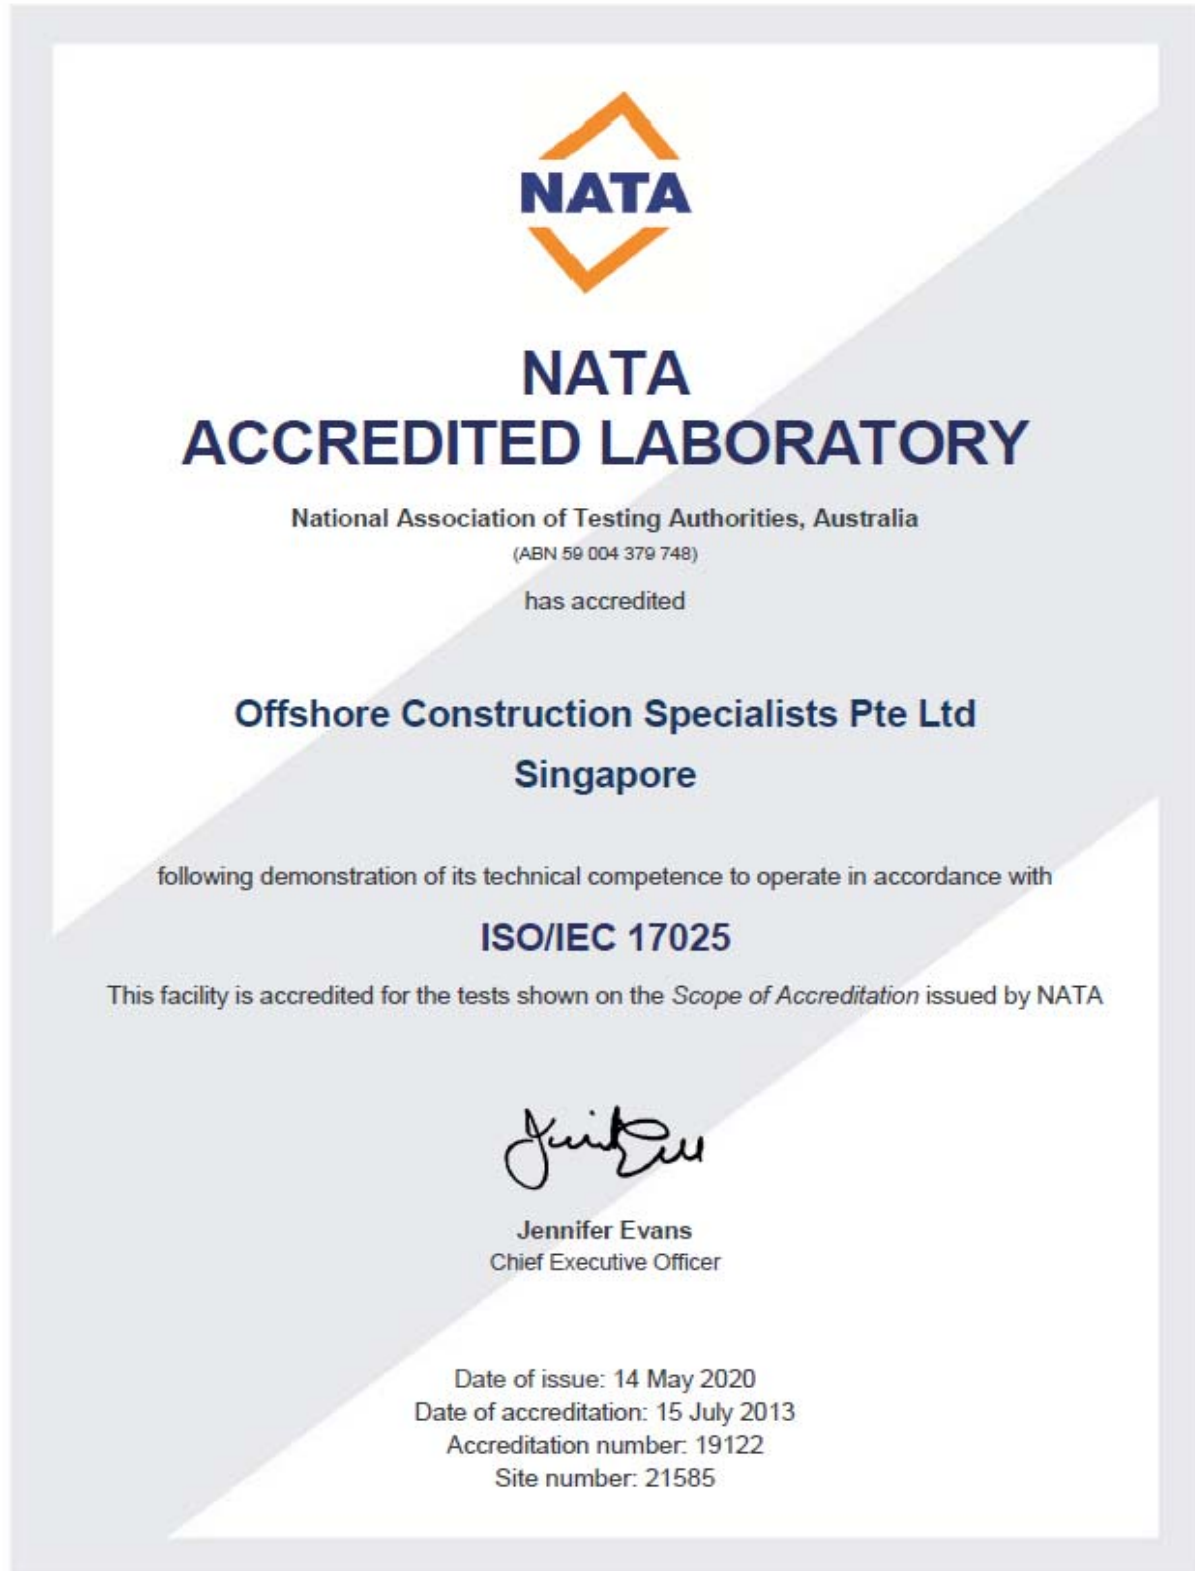 NATA
NATA
ACCREDITED LABORATORY
National Association of Testing Authorities, Australia
(ABN 59 004 379 748)
has accredited
Offshore Construction Specialists Pte Ltd
Singapore
following demonstration of its technical competence to operate in accordance with
ISO/IEC 17025
This facility is accredited for the tests shown on the Scope of Accreditation issued by NATA
Jennifer Evans
Chief Executive Officer
Date of issue: 14 May 2020
Date of accreditation: 15 July 2013
Accreditation number: 19122
Site number: 21585